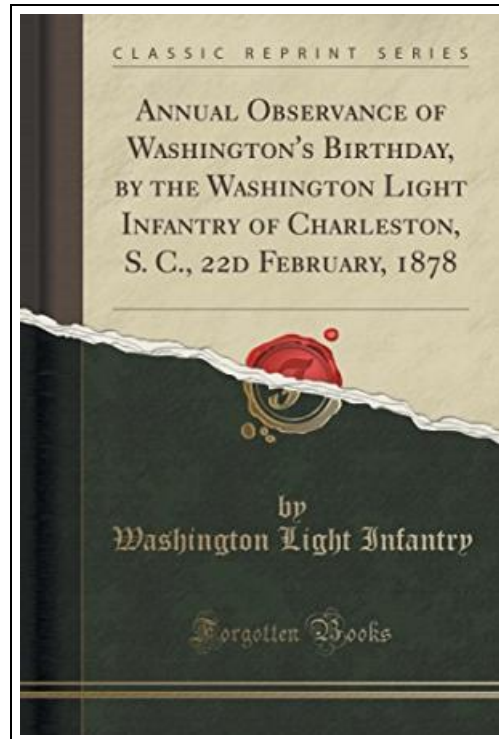 CLASSIC REPRINT SERIES
ANNUAL OBSERVANCE OF
WASHINGTON'S BIRTHDAY,
BY THE WASHINGTON LIGHT
INFANTRY OF CHARLESTON,
S. C., 22D FEBRUARY, 1878
by
Washington Light Infantry
Forgotten Books